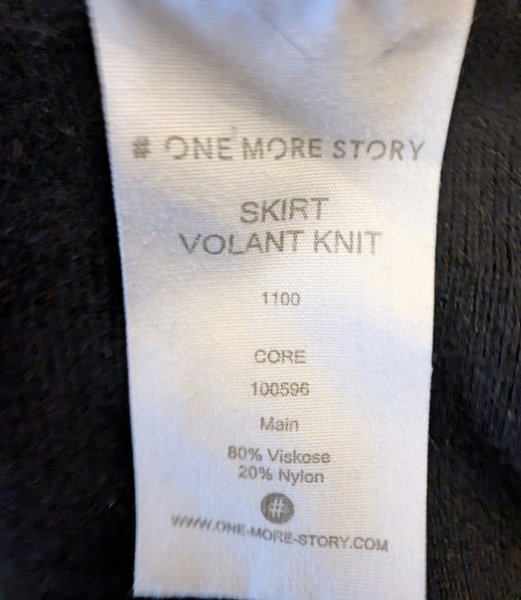 # ONE MORE STORY
SKIRT
VOLANT KNIT
1100
CORE
100596
Main
80% Viskose
20% Nylon
#
WWW.ONE-MORE-STORY.COM